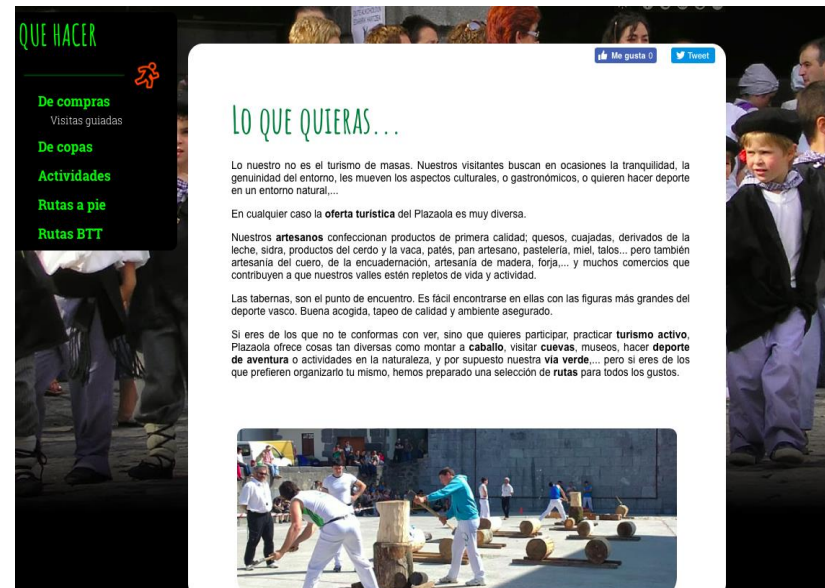 QUE HACER
De compras
Visitas guiadas
De copas
Actividades
Rutas a pie
Rutas BTT
Me gusta 0
Tweet
Lo que quieras...
Lo nuestro no es el turismo de masas. Nuestros visitantes buscan en ocasiones la tranquilidad, la
genuinidad del entorno, les mueven los aspectos culturales, o gastronómicos, o quieren hacer deporte
en un entorno natural,...
En cualquier caso la oferta turística del Plazaola es muy diversa.
Nuestros artesanos confeccionan productos de primera calidad; quesos, cuajadas, derivados de la
leche, sidra, productos del cerdo y la vaca, patés, pan artesano, pastelería, miel, talos... pero también
artesanía del cuero, de la encuadernación, artesanía de madera, forja,... y muchos comercios que
contribuyen a que nuestros valles estén repletos de vida y actividad.
Las tabernas, son el punto de encuentro. Es fácil encontrarse en ellas con las figuras más grandes del
deporte vasco. Buena acogida, tapeo de calidad y ambiente asegurado.
Si eres de los que no te conformas con ver, sino que quieres participar, practicar turismo activo,
Plazaola ofrece cosas tan diversas como montar a caballo, visitar cuevas, museos, hacer deporte
de aventura o actividades en la naturaleza, y por supuesto nuestra vía verde,... pero si eres de los
que prefieren organizarlo tu mismo, hemos preparado una selección de rutas para todos los gustos.